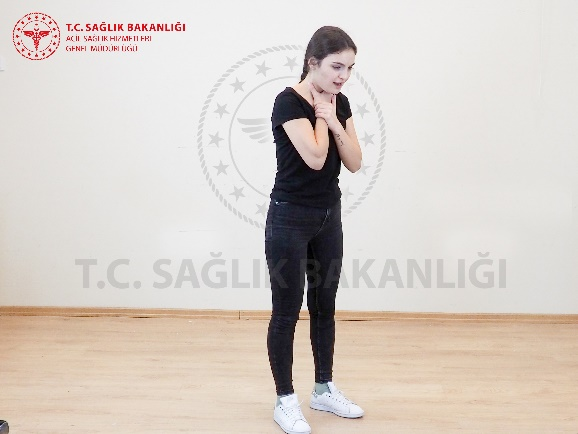 T.C. SAĞLIK BAKANLIĞI
ACİL SAĞLIK HİZMETLERİ
GENEL MÜDÜRLÜĞÜ
T.C. SAĞLIK BAKANLIĞI